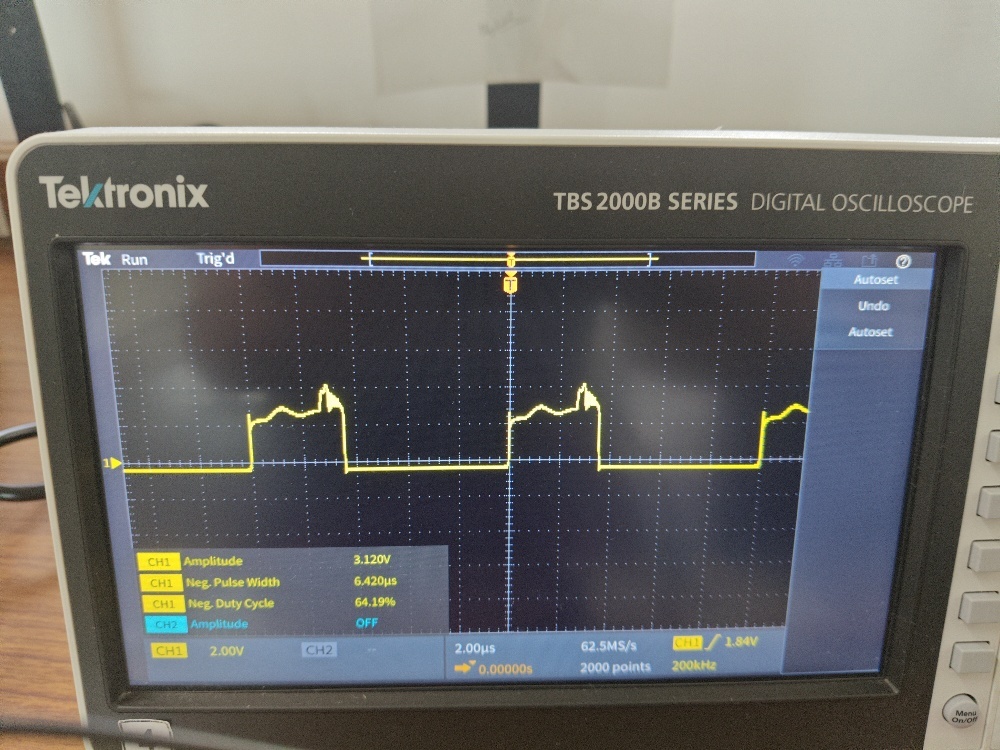 Tektronix
TBS 2000B SERIES DIGITAL OSCILLOSCOPE
Tek Run Trig'd
T
T
Autoset
Undo
Autoset
1
CH1 Amplitude 3.120V
CH1 Neg. Pulse Width 6.420µs
CH1 Neg. Duty Cycle 64.19%
CH2 Amplitude OFF
CH1 2.00V CH2 --
2.00µs 62.5MS/s CH1 1.84V
0.00000s 2000 points 200kHz
Menu
On/Off